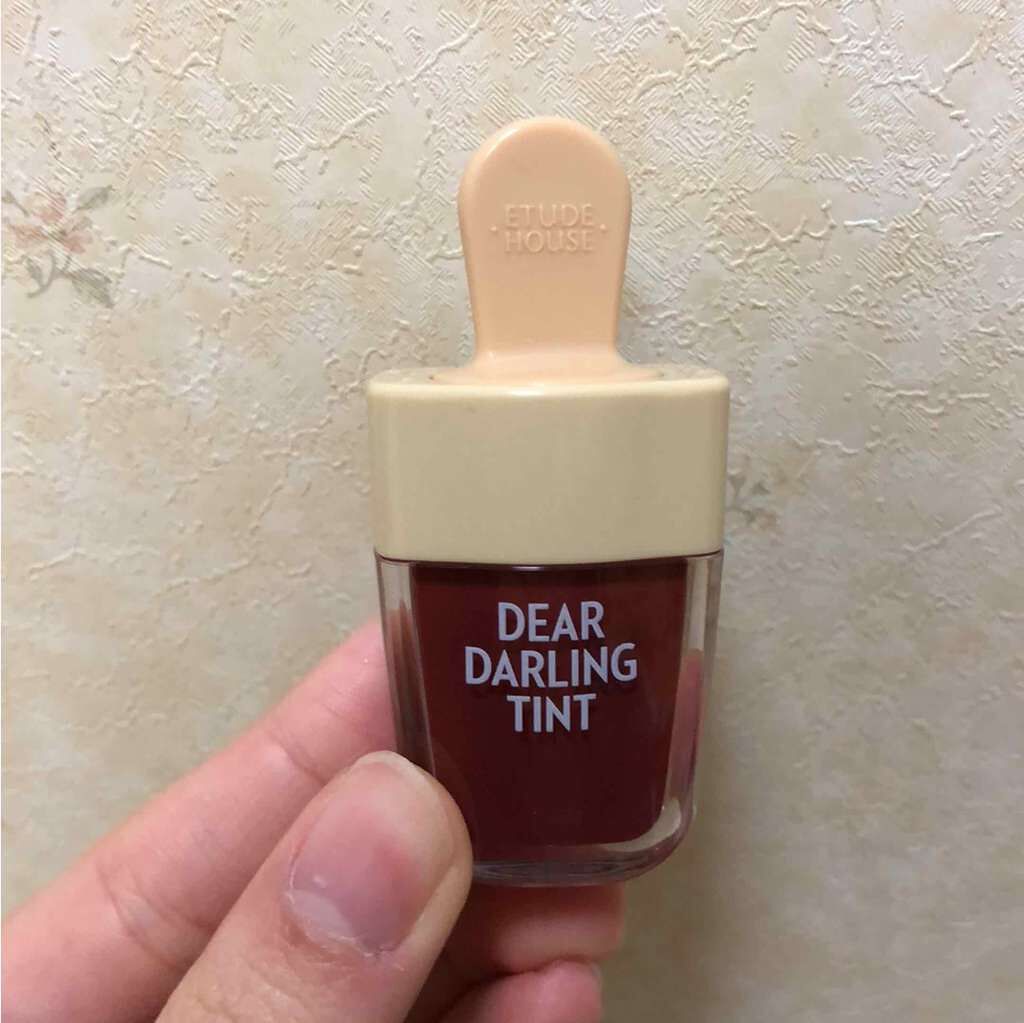 ·ETUDE·
HOUSE
DEAR
DARLING
TINT